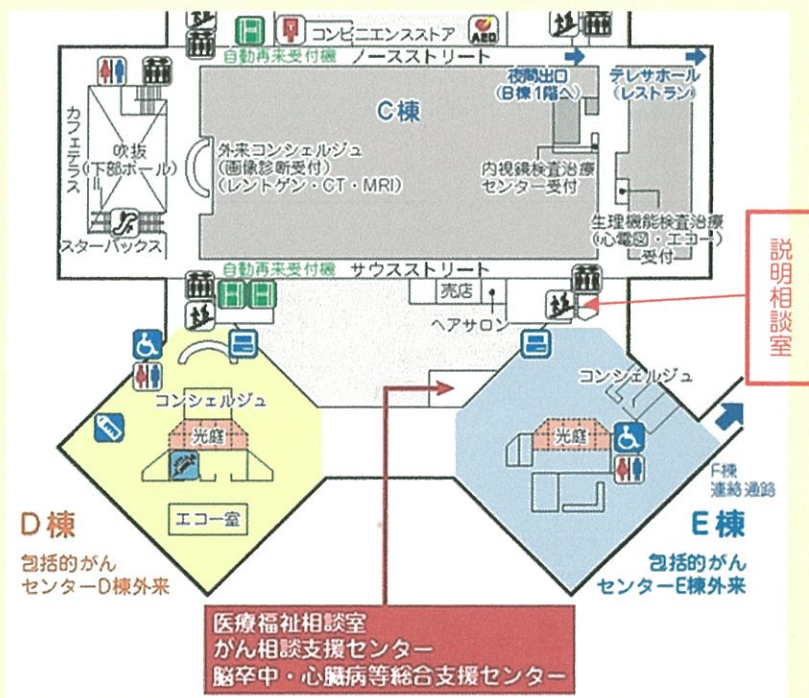 コンビニエンスストア
AED
自動再来受付機 ノースストリート
夜間出口
(B棟1階へ)
テレサホール
(レストラン)
C棟
カフェテラス
吹抜
(下部ポール)
外来コンシェルジュ
(画像診断受付)
(レントゲン・CT・MRI)
内視鏡検査治療
センター受付
スターバックス
生理機能検査治療
(心電図・エコー)
受付
説明相談室
自動再来受付機 サウスストリート
売店
ヘアサロン
コンシェルジュ
コンシェルジュ
光庭
光庭
F棟
連絡通路
エコー室
D棟
包括的がん
センターD棟外来
E棟
包括的がん
センターE棟外来
医療福祉相談室
がん相談支援センター
脳卒中・心臓病等総合支援センター